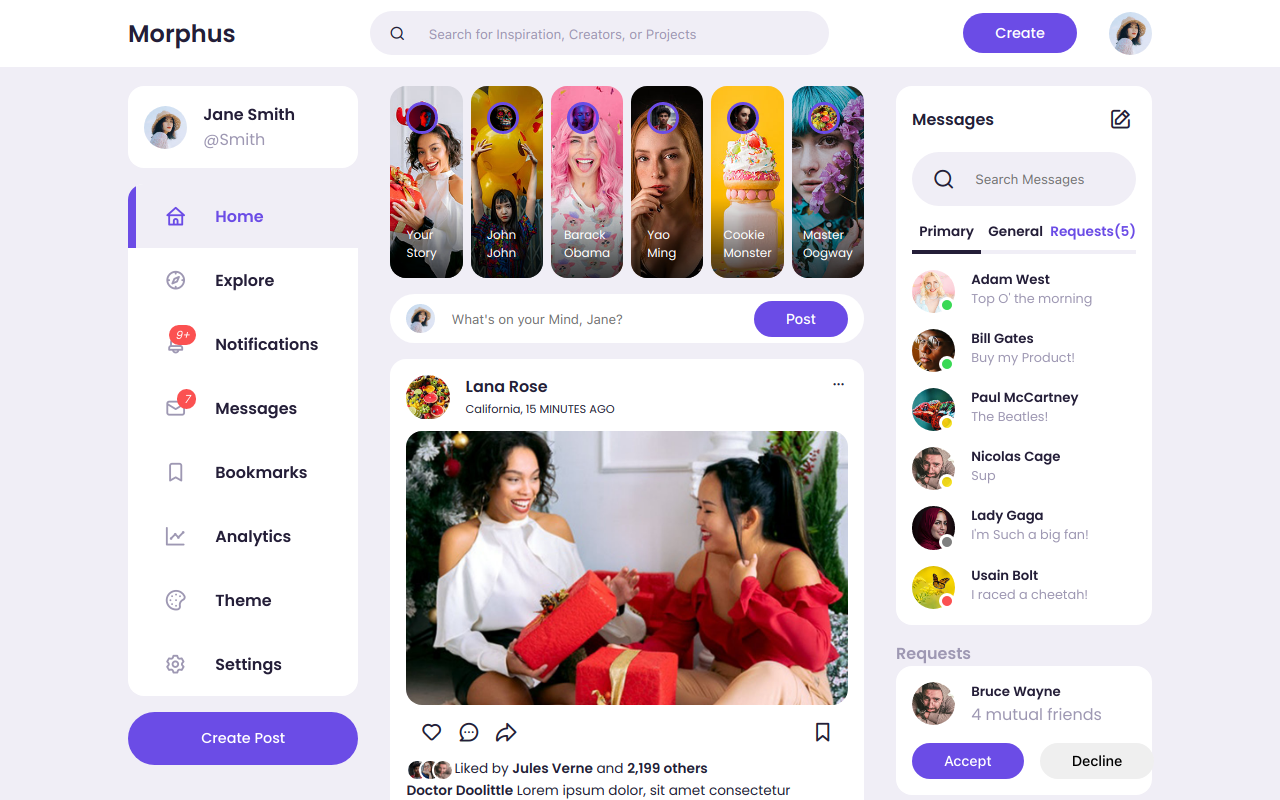 Morphus
Search for Inspiration, Creators, or Projects
Create
Jane Smith
@Smith
Home
Explore
9+
Notifications
7
Messages
Bookmarks
Analytics
Theme
Settings
Create Post
Your
Story
John
John
Barack
Obama
Yao
Ming
Cookie
Monster
Master
Oogway
What's on your Mind, Jane?
Post
Lana Rose
California, 15 MINUTES AGO
Liked by Jules Verne and 2,199 others
Doctor Doolittle Lorem ipsum dolor, sit amet consectetur
Messages
Search Messages
Primary
General
Requests(5)
Adam West
Top O' the morning
Bill Gates
Buy my Product!
Paul McCartney
The Beatles!
Nicolas Cage
Sup
Lady Gaga
I'm Such a big fan!
Usain Bolt
I raced a cheetah!
Requests
Bruce Wayne
4 mutual friends
Accept
Decline